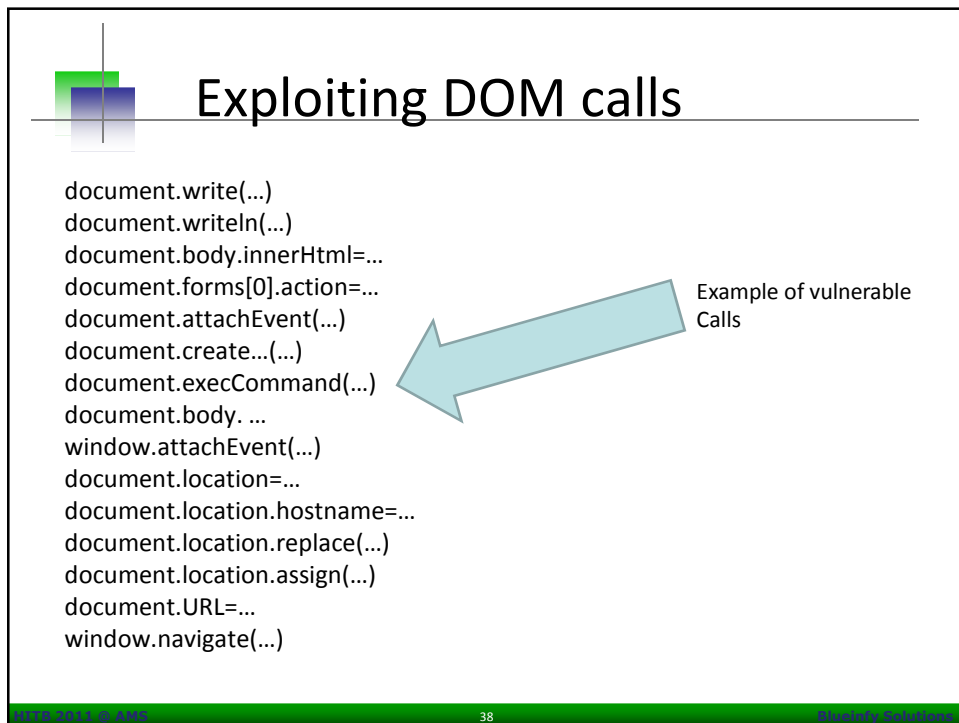 Exploiting DOM calls
document.write(…)
document.writeln(…)
document.body.innerHtml=…
document.forms[0].action=…
document.attachEvent(…)
document.create…(…)
document.execCommand(…)
document.body. …
window.attachEvent(…)
document.location=…
document.location.hostname=…
document.location.replace(…)
document.location.assign(…)
document.URL=…
window.navigate(…)
Example of vulnerable
Calls
HITB 2011 @ AMS
38
Blueinfy Solutions